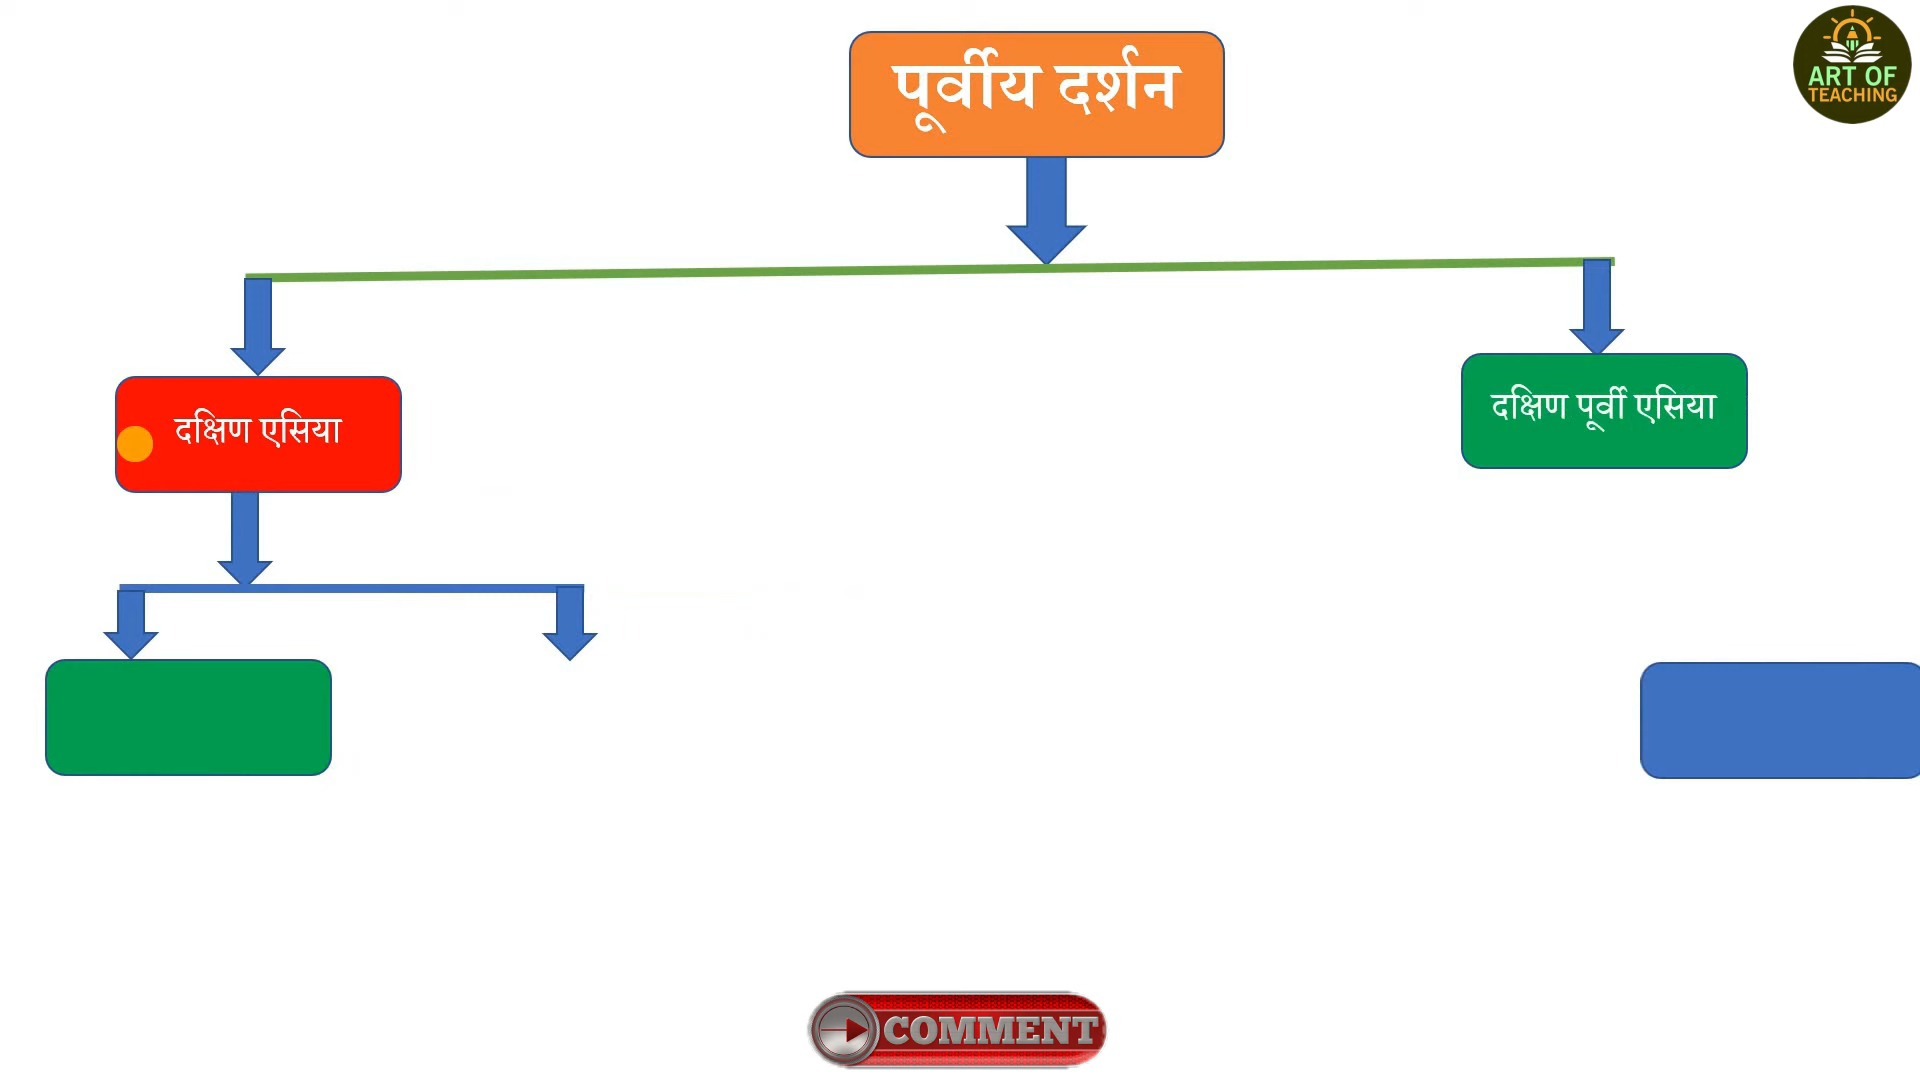 पूर्वीय दर्शन
ART OF
TEACHING
दक्षिण एसिया
दक्षिण पूर्वी एसिया
COMMENT